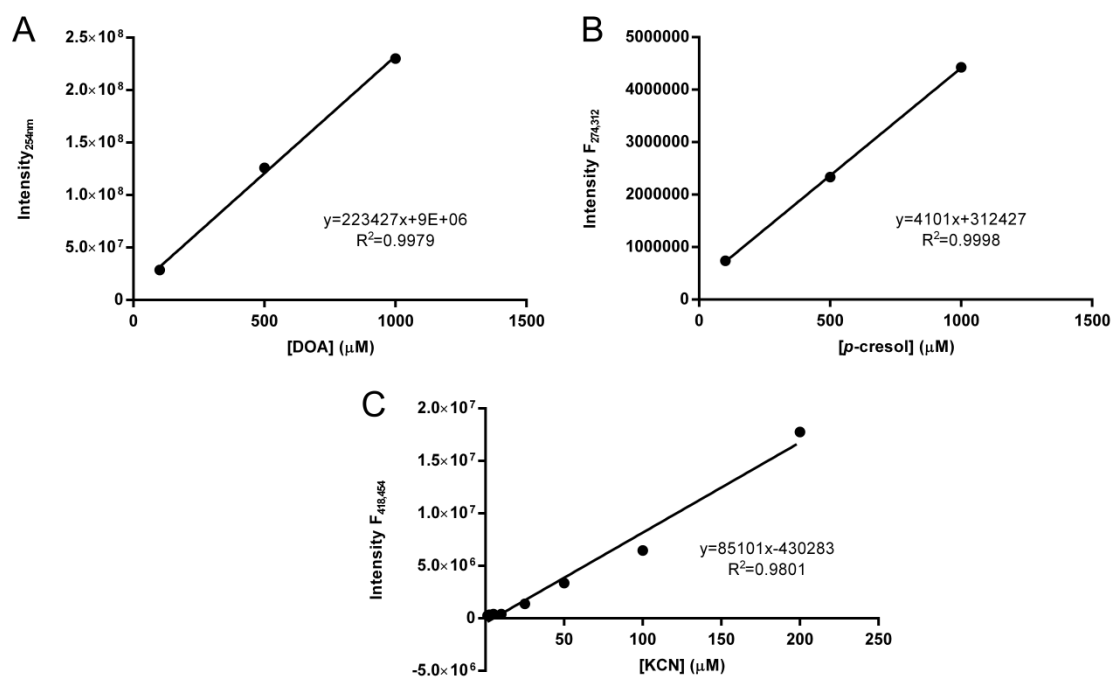 A
2.5×10⁸
2.0×10⁸
1.5×10⁸
1.0×10⁸
5.0×10⁷
0
Intensity₂₅₄nm
y=223427x+9E+06
R²=0.9979
0 500 1000 1500
[DOA] (μM)
B
5000000
4000000
3000000
2000000
1000000
0
Intensity F₂₇₄,₃₁₂
y=4101x+312427
R²=0.9998
0 500 1000 1500
[p-cresol] (μM)
C
2.0×10⁷
1.5×10⁷
1.0×10⁷
5.0×10⁶
0
-5.0×10⁶
Intensity F₄₁₈,₄₅₄
y=85101x-430283
R²=0.9801
50 100 150 200 250
[KCN] (μM)